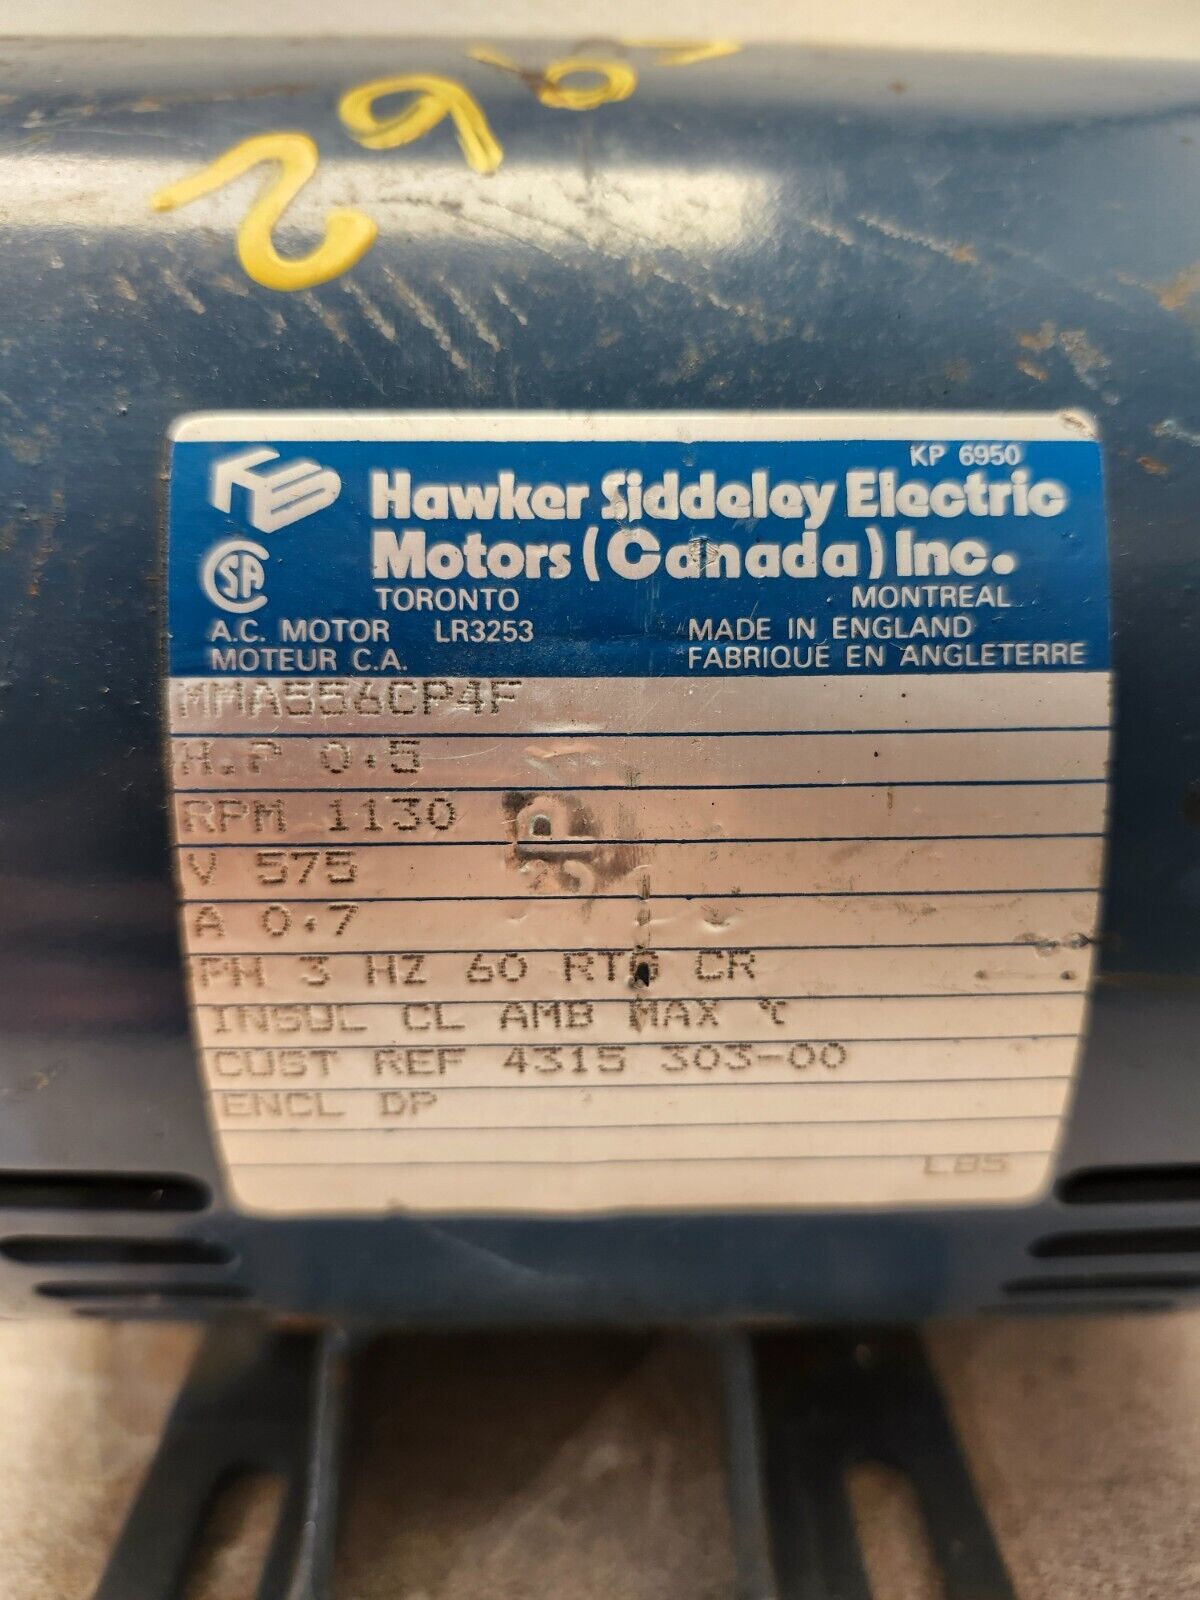 KP 6950
HS
Hawker Siddeley Electric
Motors (Canada) Inc.
SA
TORONTO MONTREAL
A.C. MOTOR LR3253 MADE IN ENGLAND
MOTEUR C.A. FABRIQUÉ EN ANGLETERRE
MMA556CP4F
H.P 0.5
RPM 1130
V 575
A 0.7
PH 3 HZ 60 RTG CR
INSUL CL AMB MAX °C
CUST REF 4315 303-00
ENCL DP
LBS